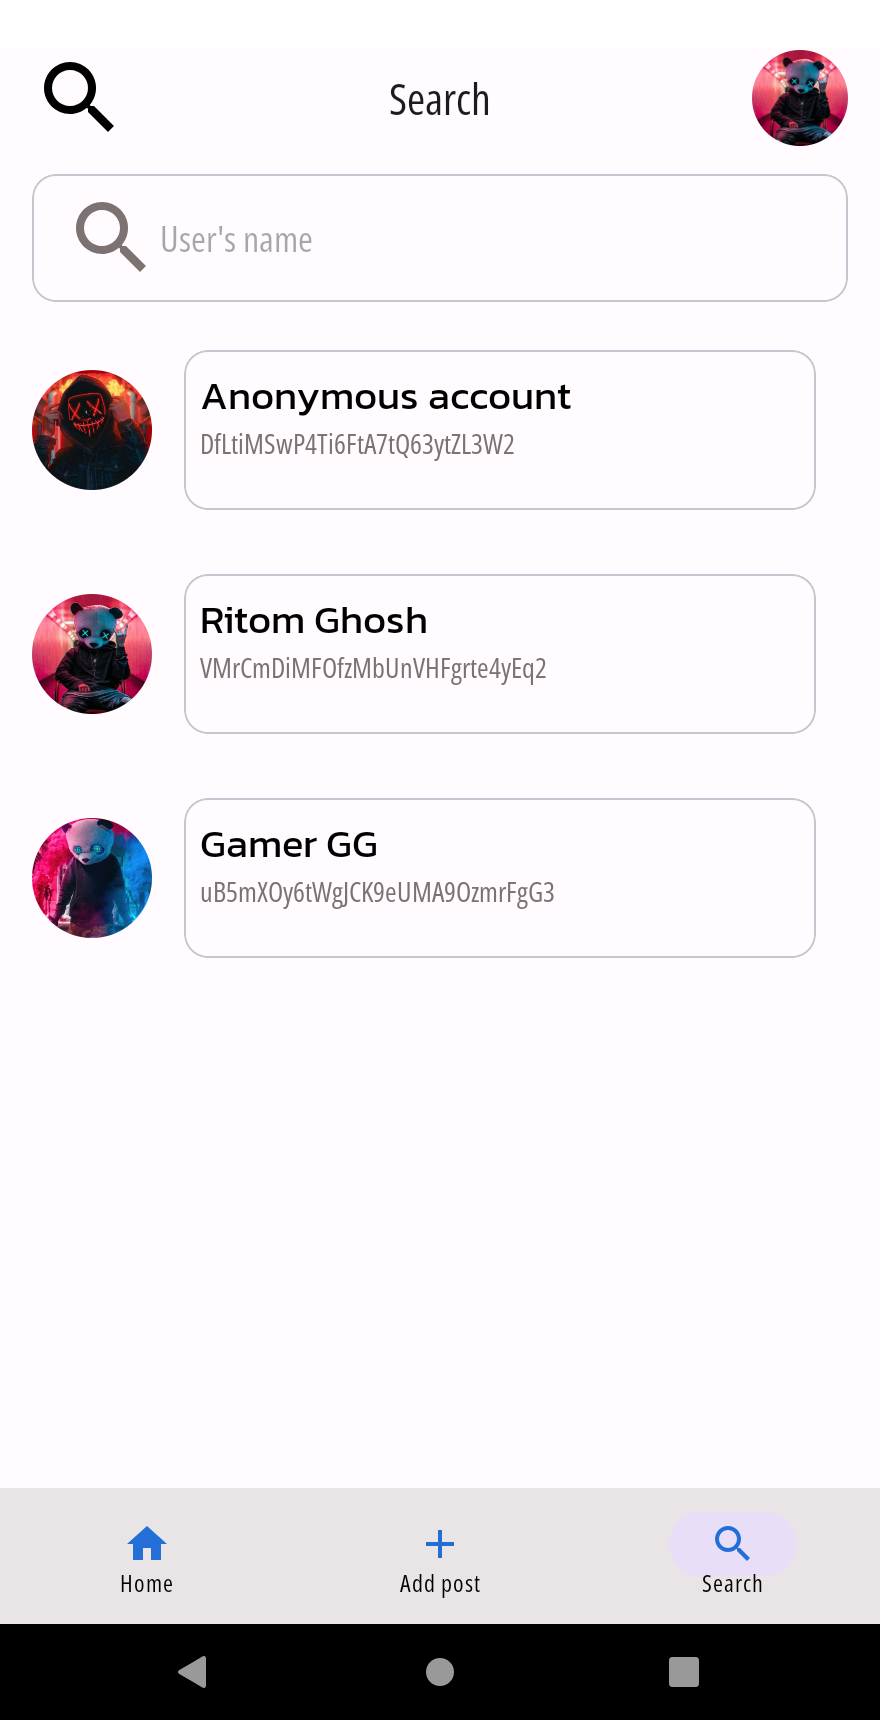 Search
User's name
Anonymous account
DfLtiMSwP4Ti6FtA7tQ63ytZL3W2
Ritom Ghosh
VMrCmDiMFOfzMbUnVHFgrte4yEq2
Gamer GG
uB5mXOy6tWgJCK9eUMA9OzmrFgG3
Home
Add post
Search